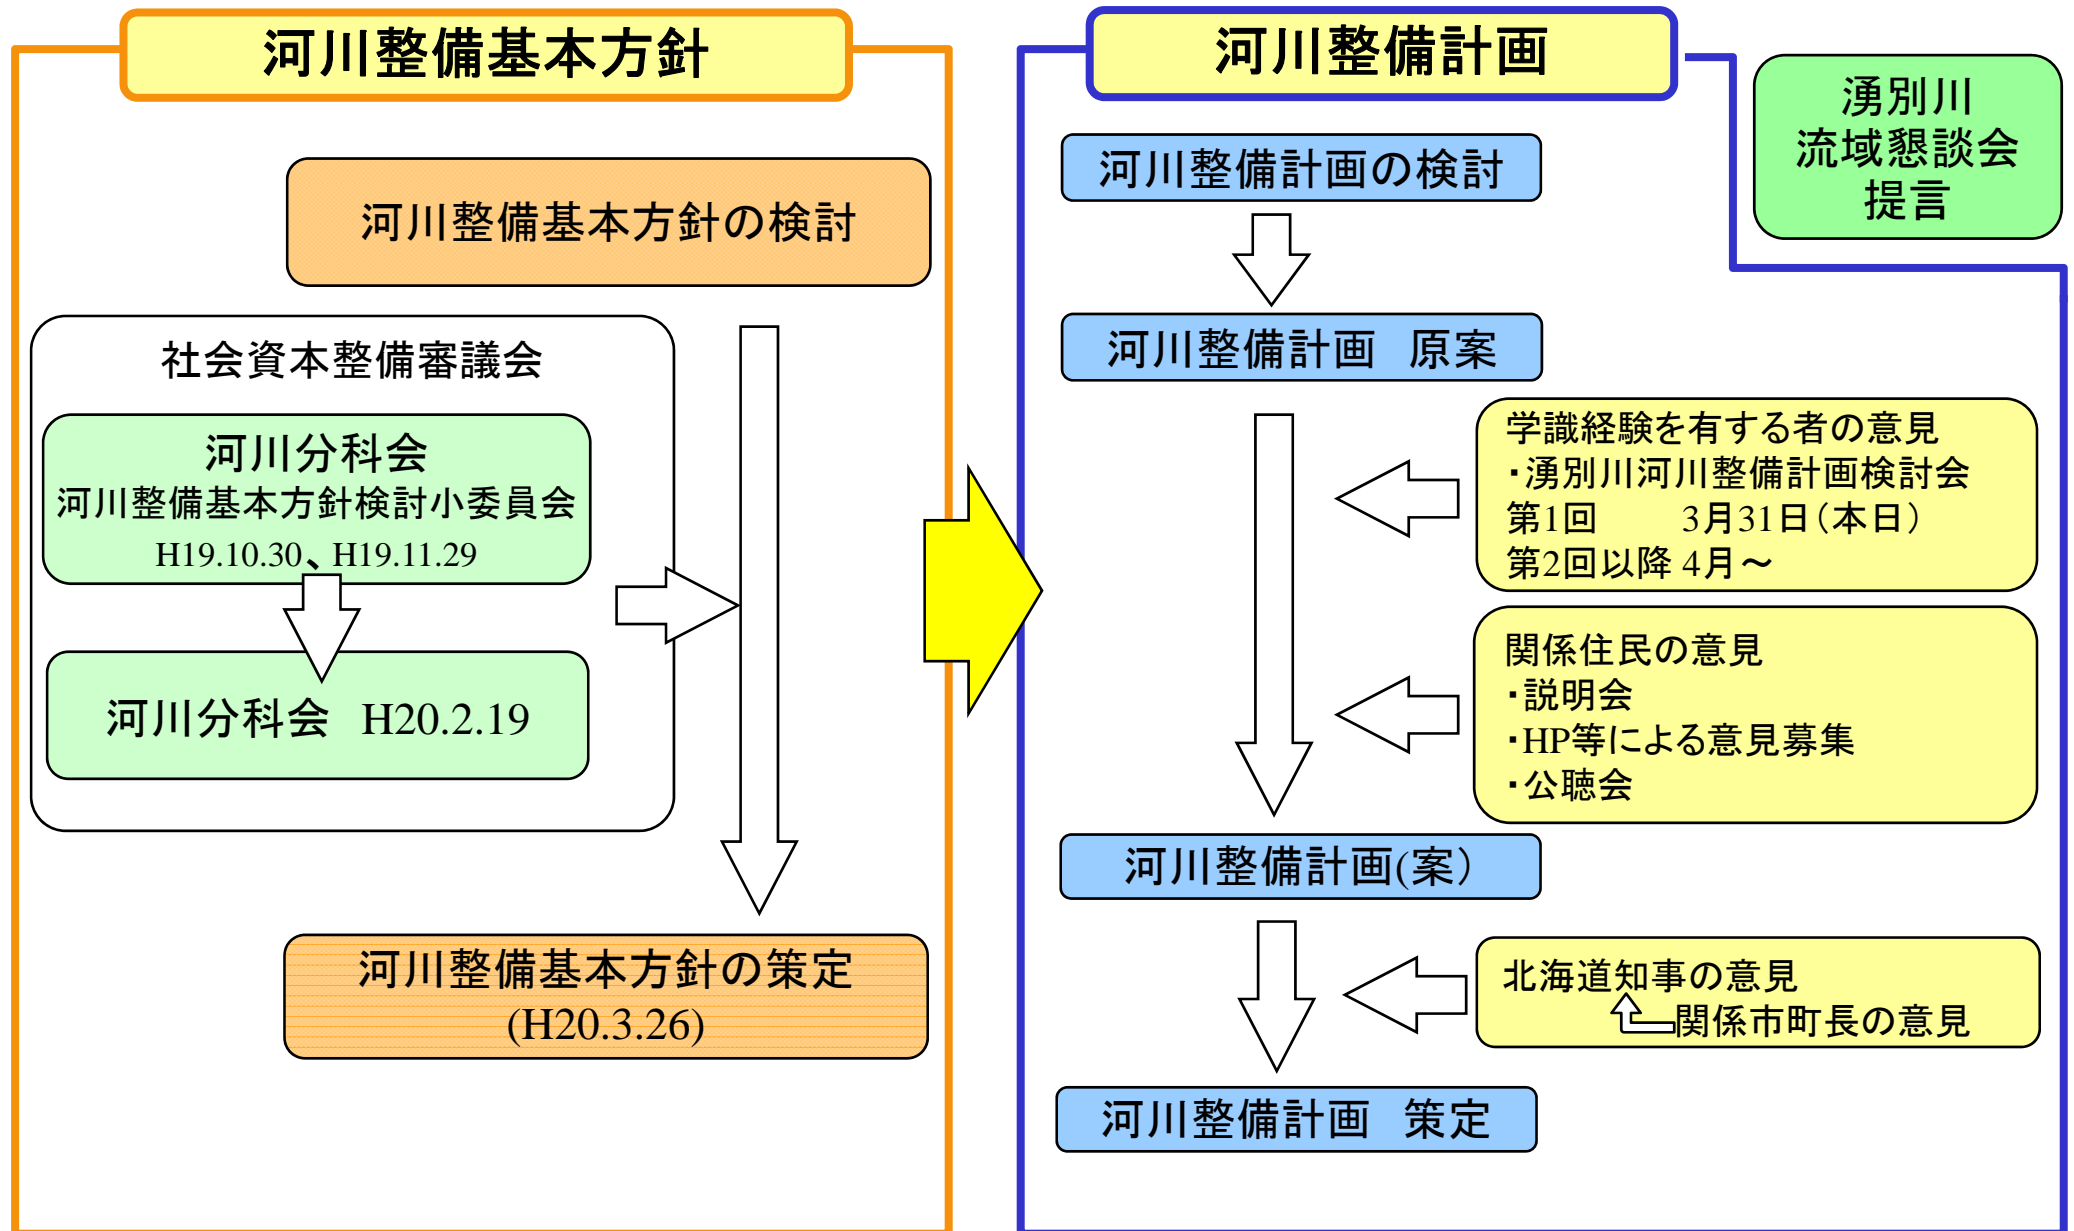 河川整備基本方針
河川整備基本方針の検討
社会資本整備審議会
河川分科会
河川整備基本方針検討小委員会
H19.10.30、H19.11.29
河川分科会　H20.2.19
河川整備基本方針の策定
(H20.3.26)
河川整備計画
湧別川
流域懇談会
提言
河川整備計画の検討
河川整備計画　原案
学識経験を有する者の意見
・湧別川河川整備計画検討会
第1回　　3月31日（本日）
第2回以降 4月～
関係住民の意見
・説明会
・HP等による意見募集
・公聴会
河川整備計画(案）
北海道知事の意見
関係市町長の意見
河川整備計画　策定